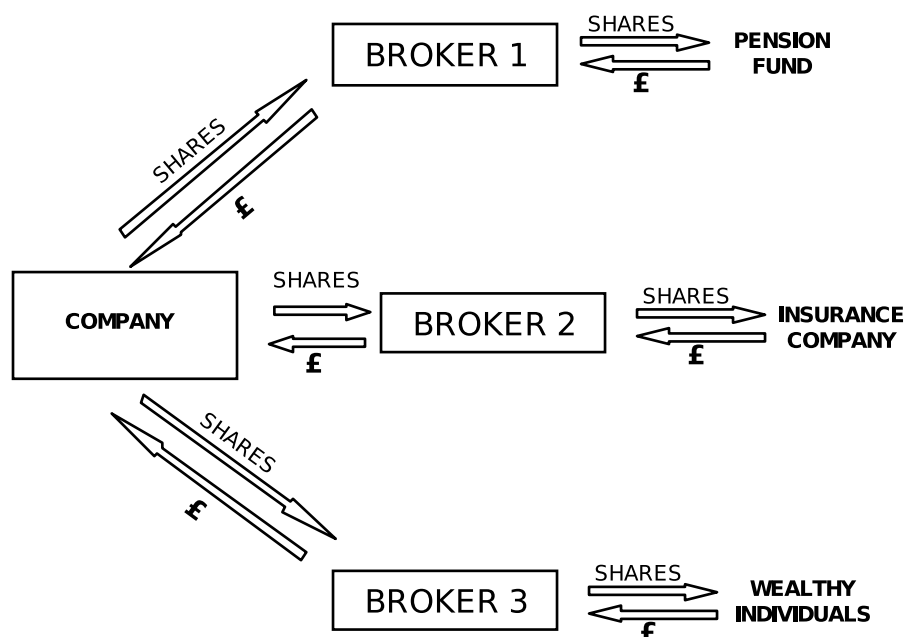 SHARES
BROKER 1
PENSION
FUND
£
SHARES
£
SHARES
SHARES
COMPANY
BROKER 2
INSURANCE
COMPANY
£
£
SHARES
£
SHARES
BROKER 3
WEALTHY
INDIVIDUALS
£